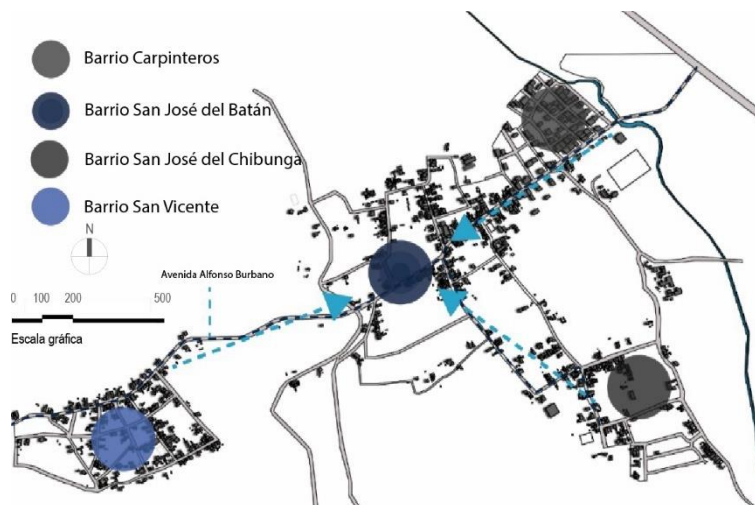 Barrio Carpinteros
Barrio San José del Batán
Barrio San José del Chibunga
Barrio San Vicente
N
Avenida Alfonso Burbano
0 100 200 500
Escala gráfica